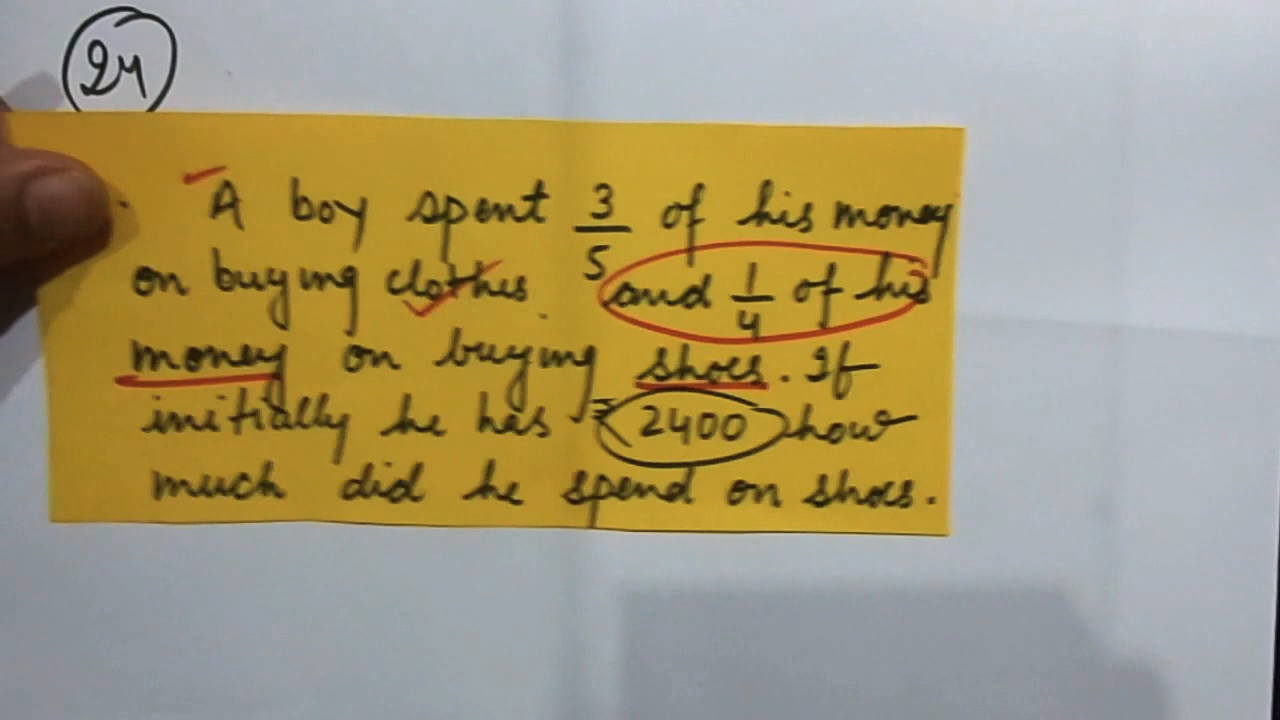 24
A boy spent 3/5 of his money
on buying clothes and 1/4 of his
money on buying shoes. If
initially he has ₹ 2400 how
much did he spend on shoes.